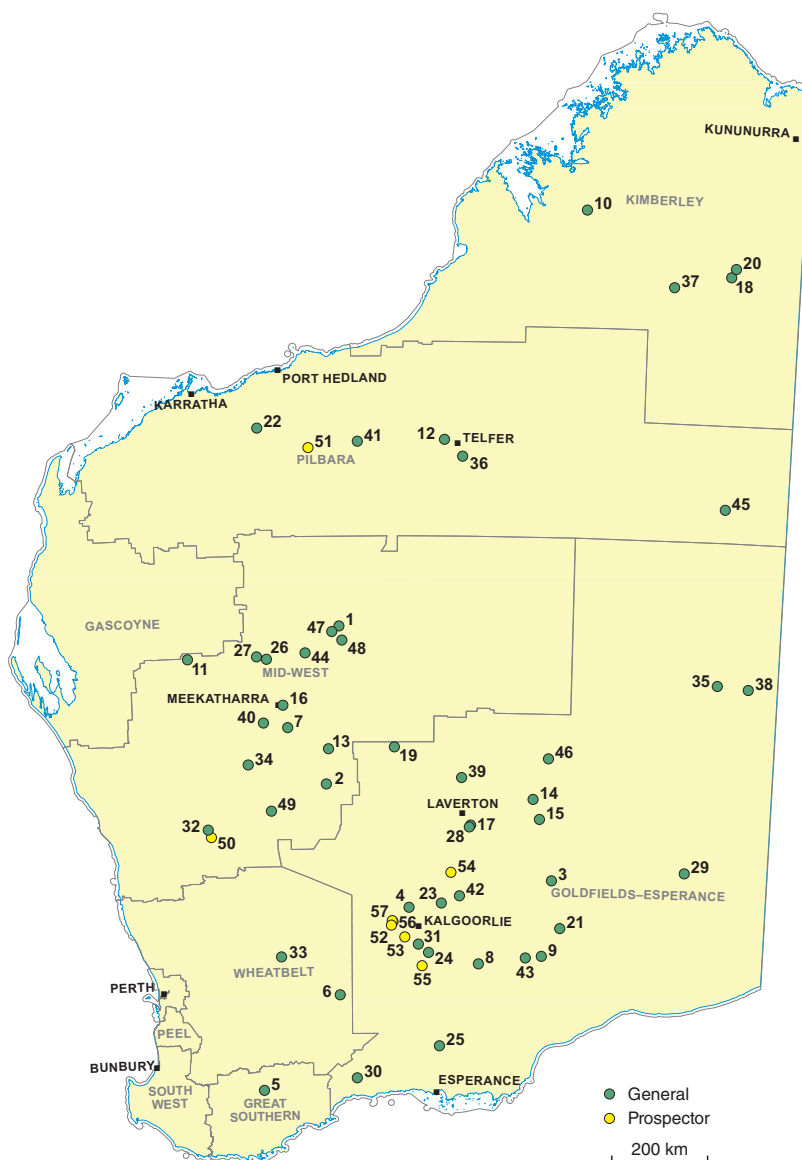 KUNUNURRA
10
KIMBERLEY
20
37
18
PORT HEDLAND
KARRATHA
22
51
41
12
TELFER
36
PILBARA
45
GASCOYNE
47
1
27
26
44
48
11
MID-WEST
35
38
MEEKATHARRA
16
40
7
13
19
46
34
39
2
14
LAVERTON
49
15
32
17
28
50
54
29
3
23
42
4
GOLDFIELDS–ESPERANCE
57
56
KALGOORLIE
21
52
31
53
33
24
8
43
9
WHEATBELT
55
PERTH
6
PEEL
25
BUNBURY
30
ESPERANCE
5
SOUTH
WEST
GREAT
SOUTHERN
General
Prospector
200 km